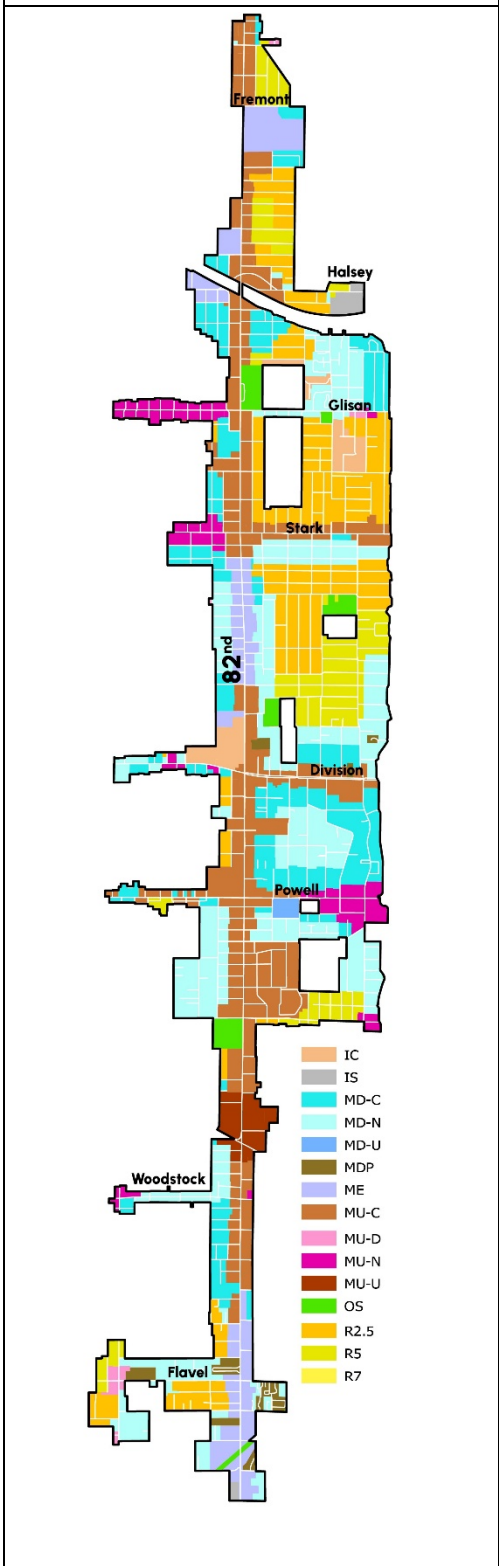 Fremont
Halsey
Glisan
Stark
82nd
Division
Powell
IC
IS
MD-C
MD-N
MD-U
MDP
ME
MU-C
MU-D
MU-N
MU-U
OS
R2.5
R5
R7
Woodstock
Flavel